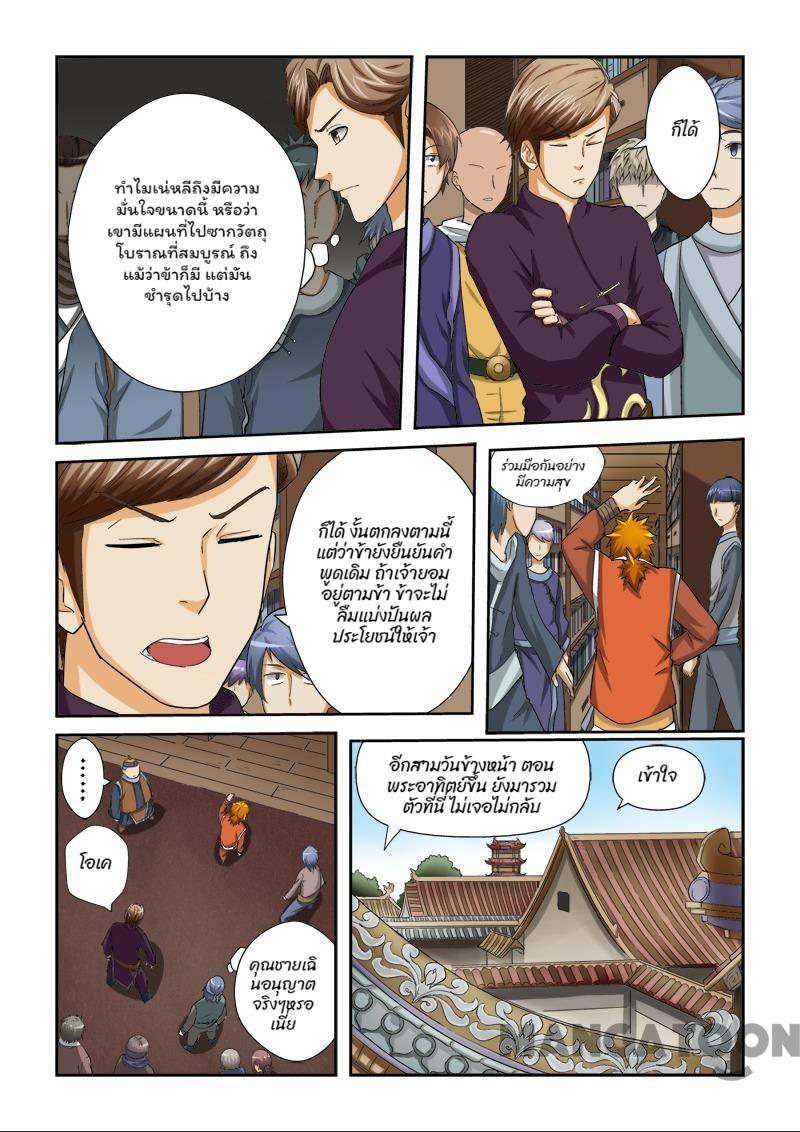 ทำไมเน่หลีถึงมีความ
มั่นใจขนาดนี้ หรือว่า
เขามีแผนที่ไปซากวัตถุ
โบราณที่สมบูรณ์ ถึง
แม้ว่าข้าก็มี แต่มัน
ชำรุดไปบ้าง
ก็ได้
ก็ได้ งั้นตกลงตามนี้
แต่ว่าข้ายังยืนยันคำ
พูดเดิม ถ้าเจ้ายอม
อยู่ตามข้า ข้าจะไม่
ลืมแบ่งปันผล
ประโยชน์ให้เจ้า
ร่วมมือกันอย่าง
มีความสุข
......
โอเค
คุณชายเฉิ
นอนุญาต
จริงๆหรอ
เนี่ย
อีกสามวันข้างหน้า ตอน
พระอาทิตย์ขึ้น ยังมารวม
ตัวที่นี่ ไม่เจอไม่กลับ
เข้าใจ
MANGATOON